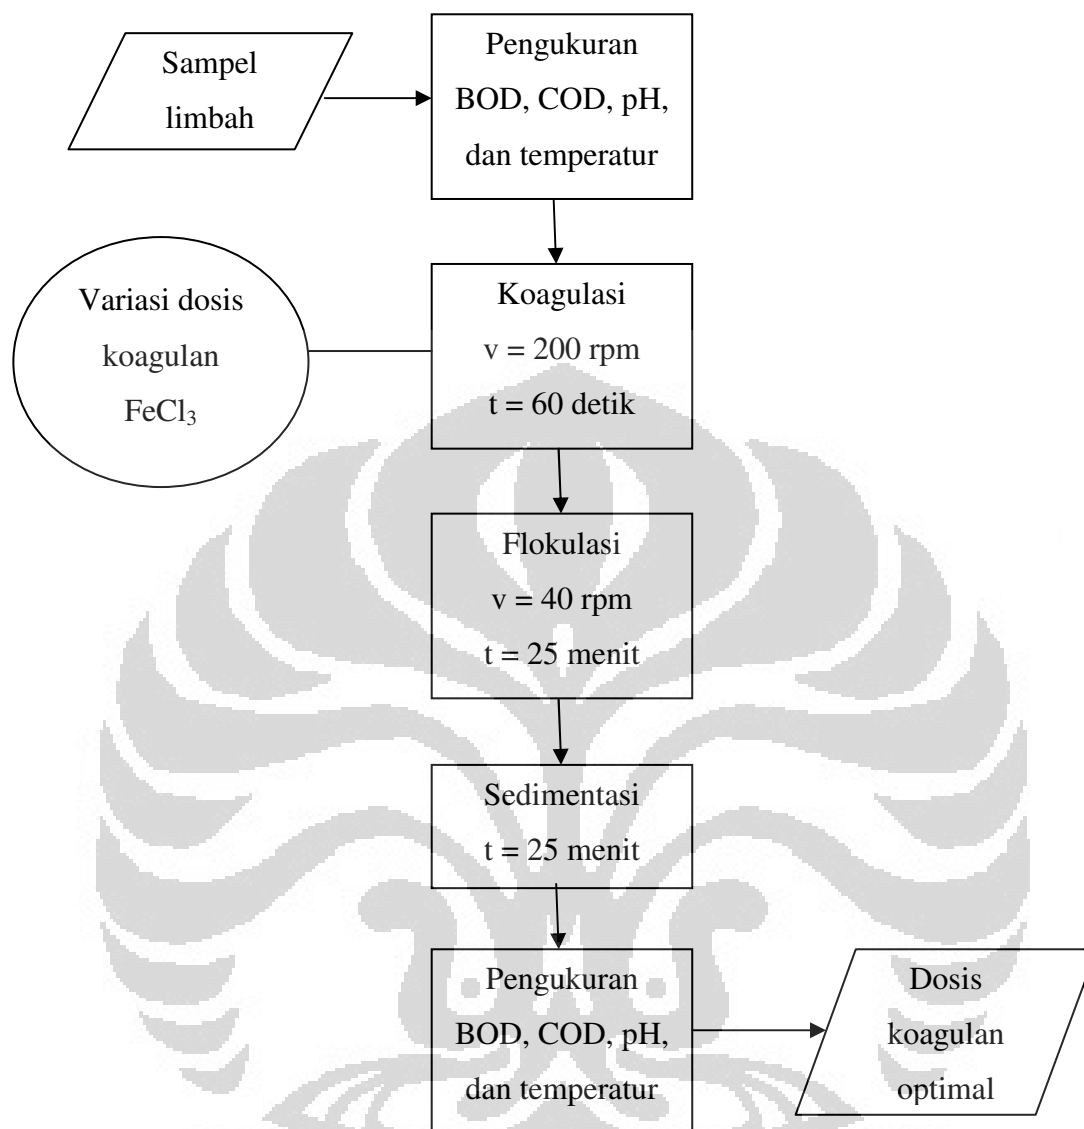 Sampel
limbah
Pengukuran
BOD, COD, pH,
dan temperatur
Variasi dosis
koagulan
FeCl₃
Koagulasi
v = 200 rpm
t = 60 detik
Flokulasi
v = 40 rpm
t = 25 menit
Sedimentasi
t = 25 menit
Pengukuran
BOD, COD, pH,
dan temperatur
Dosis
koagulan
optimal